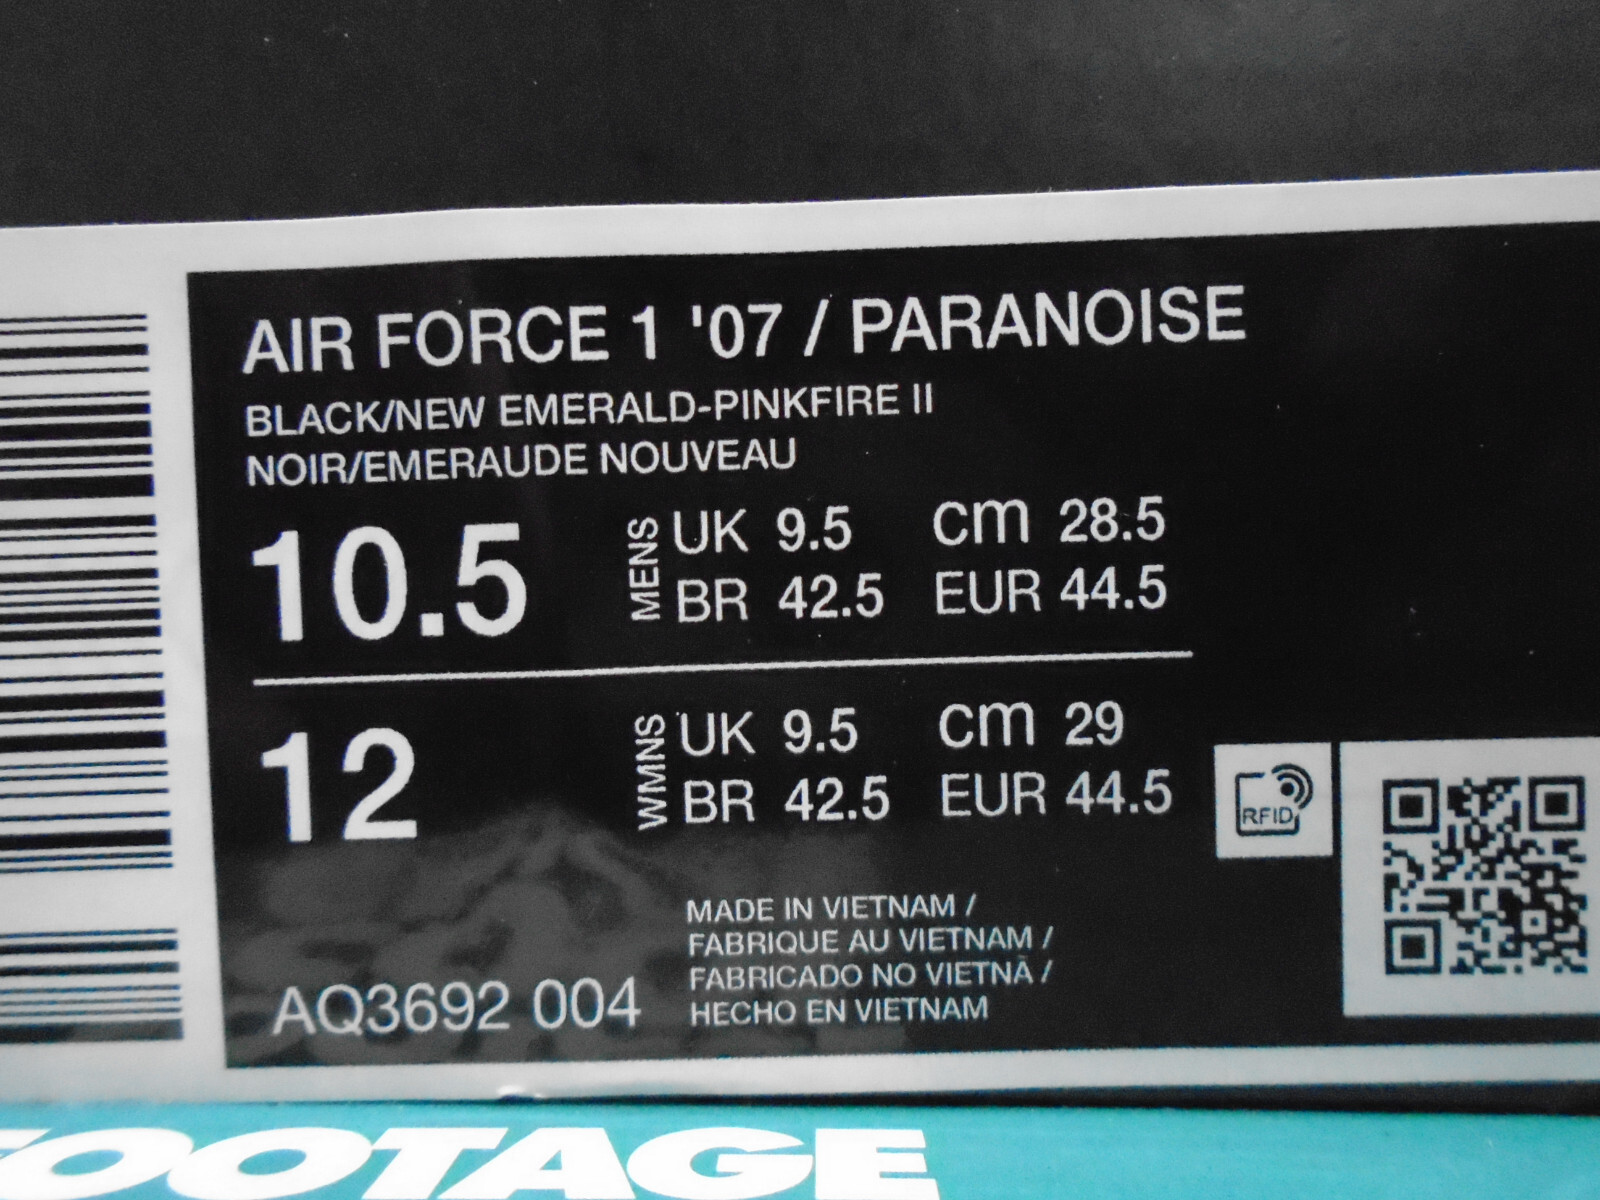 AIR FORCE 1 '07 / PARANOISE
BLACK/NEW EMERALD-PINKFIRE II
NOIR/EMERAUDE NOUVEAU
10.5 MENS UK 9.5 cm 28.5
BR 42.5 EUR 44.5
12 WMNS UK 9.5 cm 29
BR 42.5 EUR 44.5
RFID
MADE IN VIETNAM /
FABRIQUE AU VIETNAM /
FABRICADO NO VIETNÃ /
HECHO EN VIETNAM
AQ3692 004
FOOTAGE